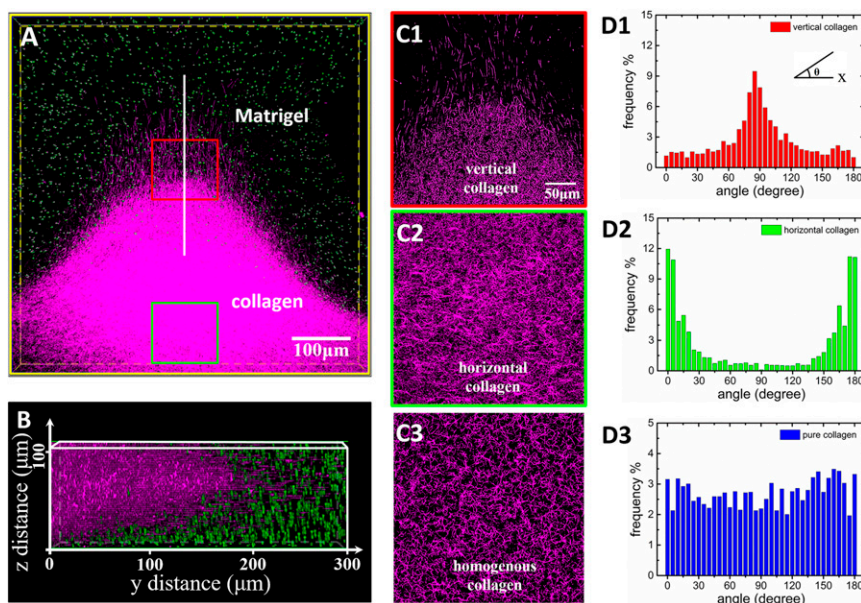 A
Matrigel
collagen
100μm
B
z distance (μm)
100
100
200
300
y distance (μm)
C1
vertical
collagen
50μm
C2
horizontal
collagen
C3
homogenous
collagen
D1
frequency %
15
12
9
6
3
0
vertical collagen
θ
X
0 30 60 90 120 150 180
angle (degree)
D2
frequency %
15
12
9
6
3
0
horizontal collagen
0 30 60 90 120 150 180
angle (degree)
D3
frequency %
5
4
3
2
1
0
pure collagen
0 30 60 90 120 150 180
angle (degree)